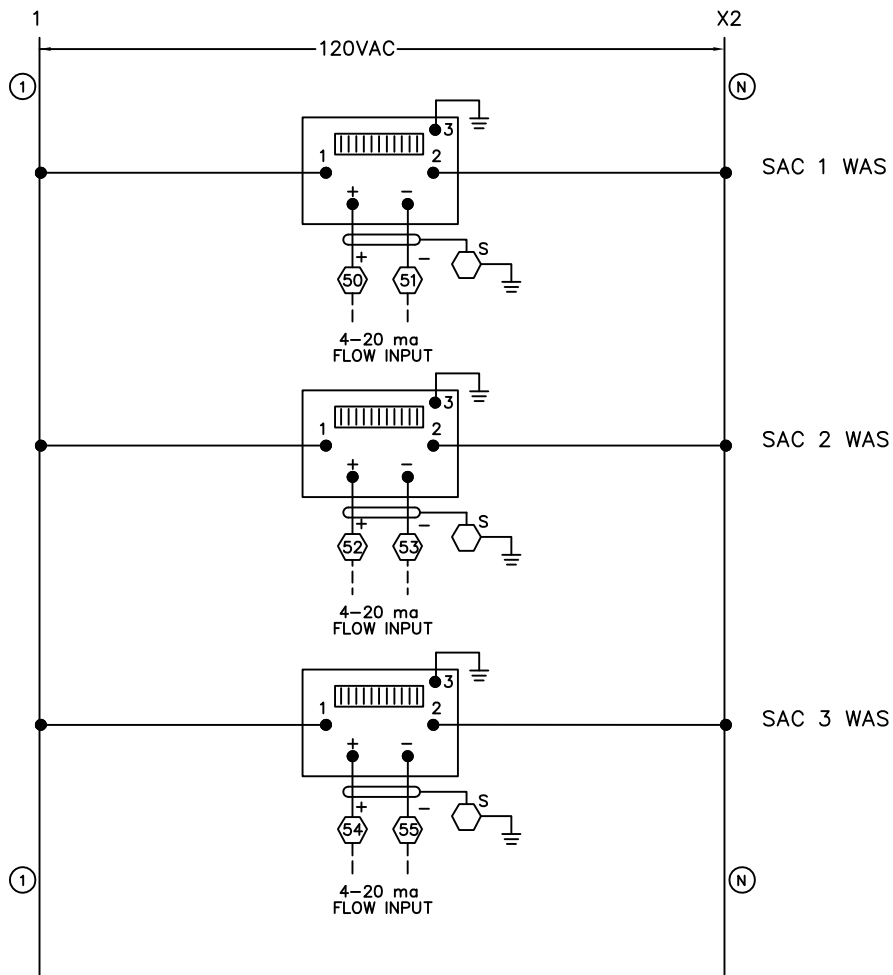 1 X2
120VAC
1 N
3
1 2
SAC 1 WAS
+ −
S
+ −
50 51
4−20 ma
FLOW INPUT
3
1 2
SAC 2 WAS
+ −
S
+ −
52 53
4−20 ma
FLOW INPUT
3
1 2
SAC 3 WAS
+ −
S
+ −
54 55
1 N
4−20 ma
FLOW INPUT